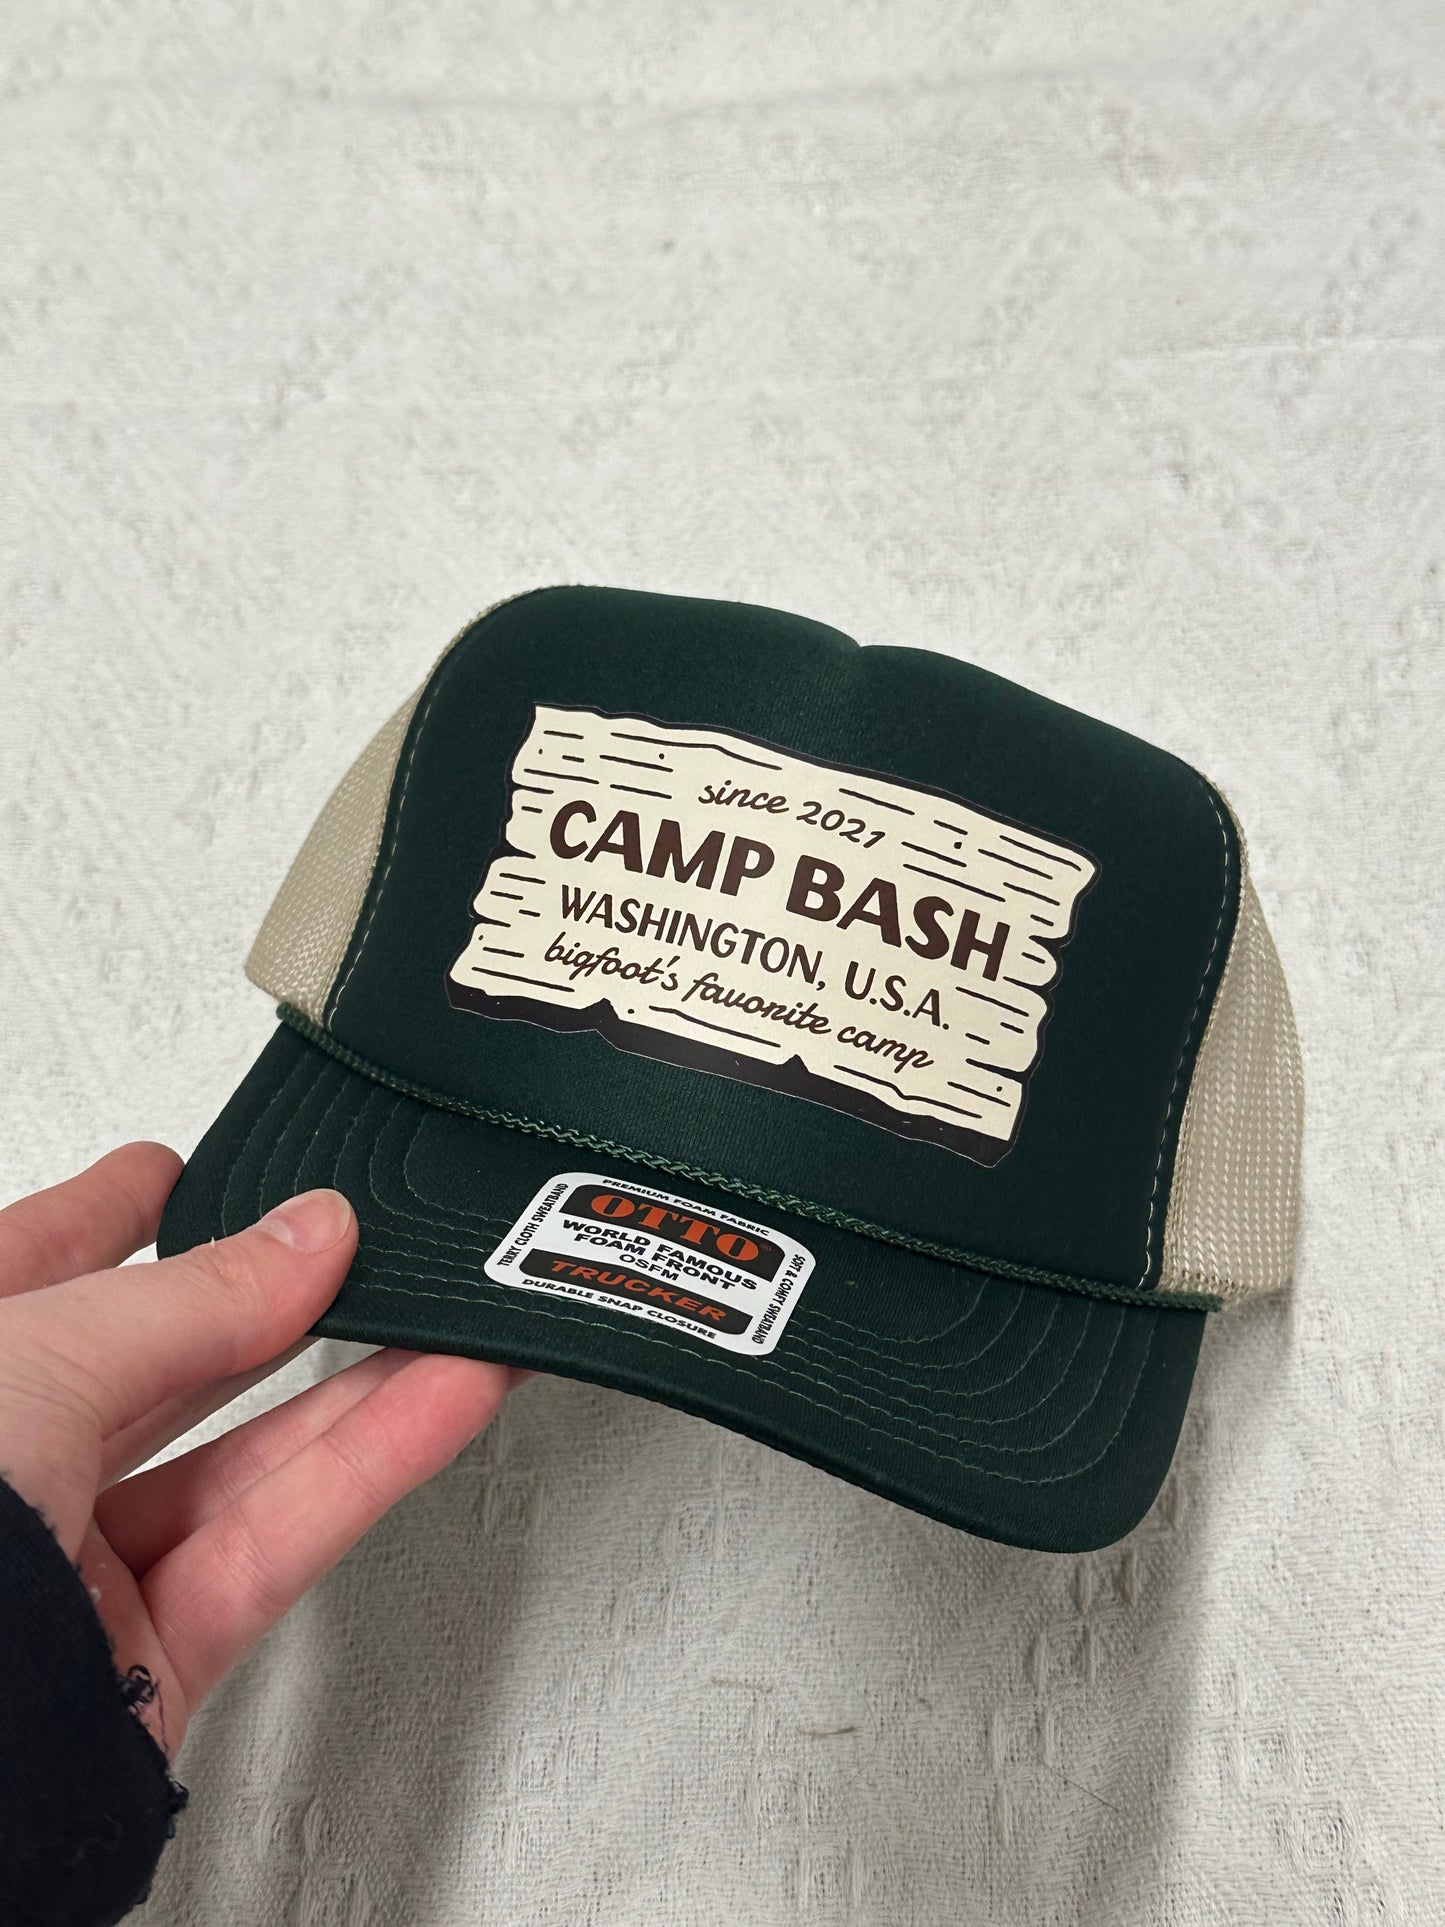 since 2021
CAMP BASH
WASHINGTON, U.S.A.
bigfoot's favorite camp
PREMIUM FOAM FABRIC
TERRY CLOTH SWEATBAND
OTTO™
WORLD FAMOUS
FOAM FRONT
OSFM
TRUCKER
DURABLE SNAP CLOSURE
SOFT & COMFY SWEATBAND